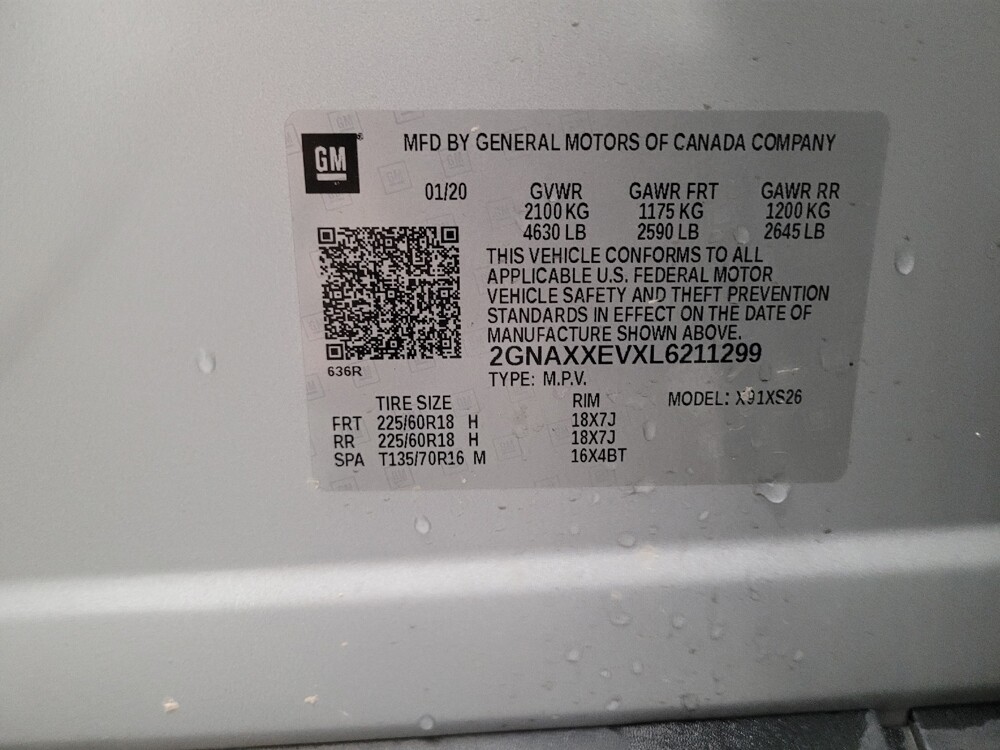 GM
MFD BY GENERAL MOTORS OF CANADA COMPANY
01/20 GVWR GAWR FRT GAWR RR
2100 KG 1175 KG 1200 KG
4630 LB 2590 LB 2645 LB
THIS VEHICLE CONFORMS TO ALL
APPLICABLE U.S. FEDERAL MOTOR
VEHICLE SAFETY AND THEFT PREVENTION
STANDARDS IN EFFECT ON THE DATE OF
MANUFACTURE SHOWN ABOVE.
2GNAXXEVXL6211299
636R
TYPE: M.P.V.
TIRE SIZE RIM MODEL: X91XS26
FRT 225/60R18 H 18X7J
RR 225/60R18 H 18X7J
SPA T135/70R16 M 16X4BT